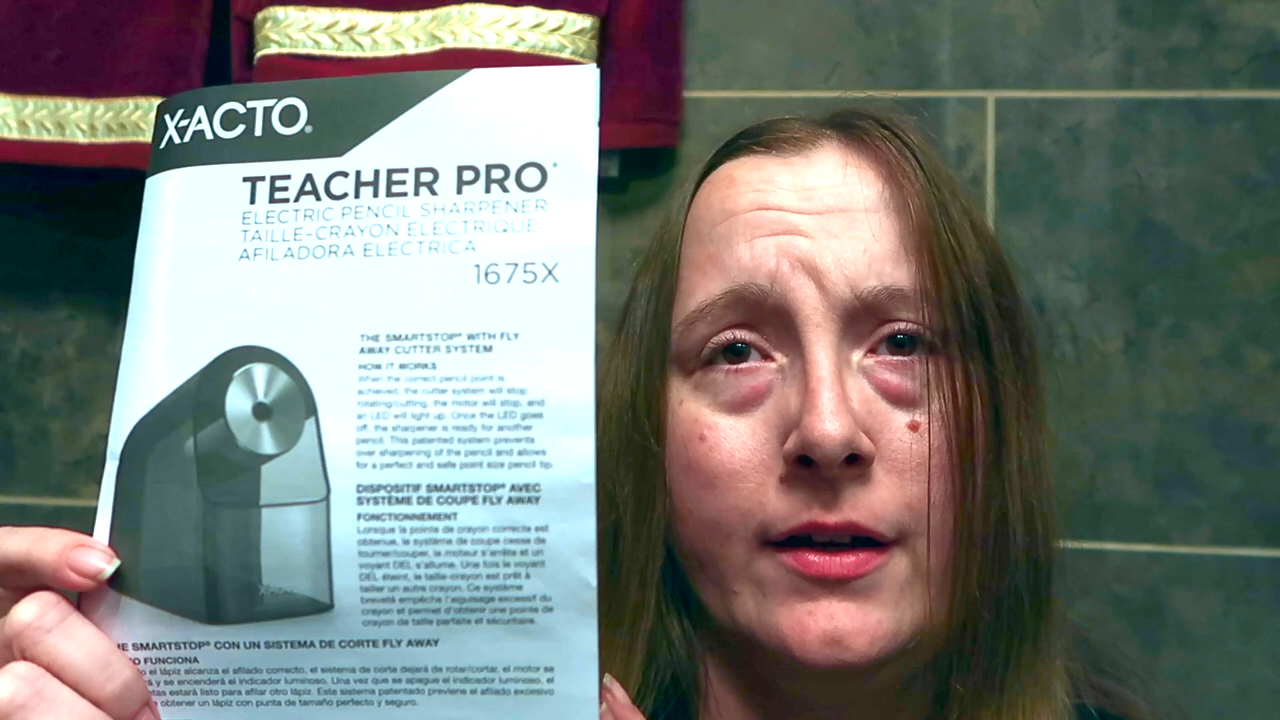 X-ACTO®
TEACHER PRO®
ELECTRIC PENCIL SHARPENER
TAILLE-CRAYON ÉLECTRIQUE
AFILADORA ELÉCTRICA
1675X
THE SMARTSTOP® WITH FLY
AWAY CUTTER SYSTEM
HOW IT WORKS
When the correct pencil point is
achieved, the cutter system will stop
rotating/cutting, the motor will stop, and
an LED will light up. Once the LED goes
off, the sharpener is ready for another
pencil. This patented system prevents
over sharpening of the pencil and allows
for a perfect and safe point size pencil tip.
DISPOSITIF SMARTSTOP® AVEC
SYSTÈME DE COUPE FLY AWAY
FONCTIONNEMENT
Lorsque la pointe de crayon correcte est
obtenue, le système de coupe cesse de
tourner/couper, le moteur s'arrête et un
voyant DEL s'allume. Une fois le voyant
DEL éteint, le taille-crayon est prêt à
tailler un autre crayon. Ce système
breveté empêche l'aiguisage excessif du
crayon et permet d'obtenir une pointe de
crayon de taille parfaite et sécuritaire.
X-ACTO
SMARTSTOP® CON UN SISTEMA DE CORTE FLY AWAY
FUNCIONA
el lápiz alcanza el afilado correcto, el sistema de corte dejará de rotar/cortar, el motor se
y se encenderá el indicador luminoso. Una vez que se apague el indicador luminoso, el
estará listo para afilar otro lápiz. Este sistema patentado previene el afilado excesivo
obtener un lápiz con punta de tamaño perfecto y seguro.